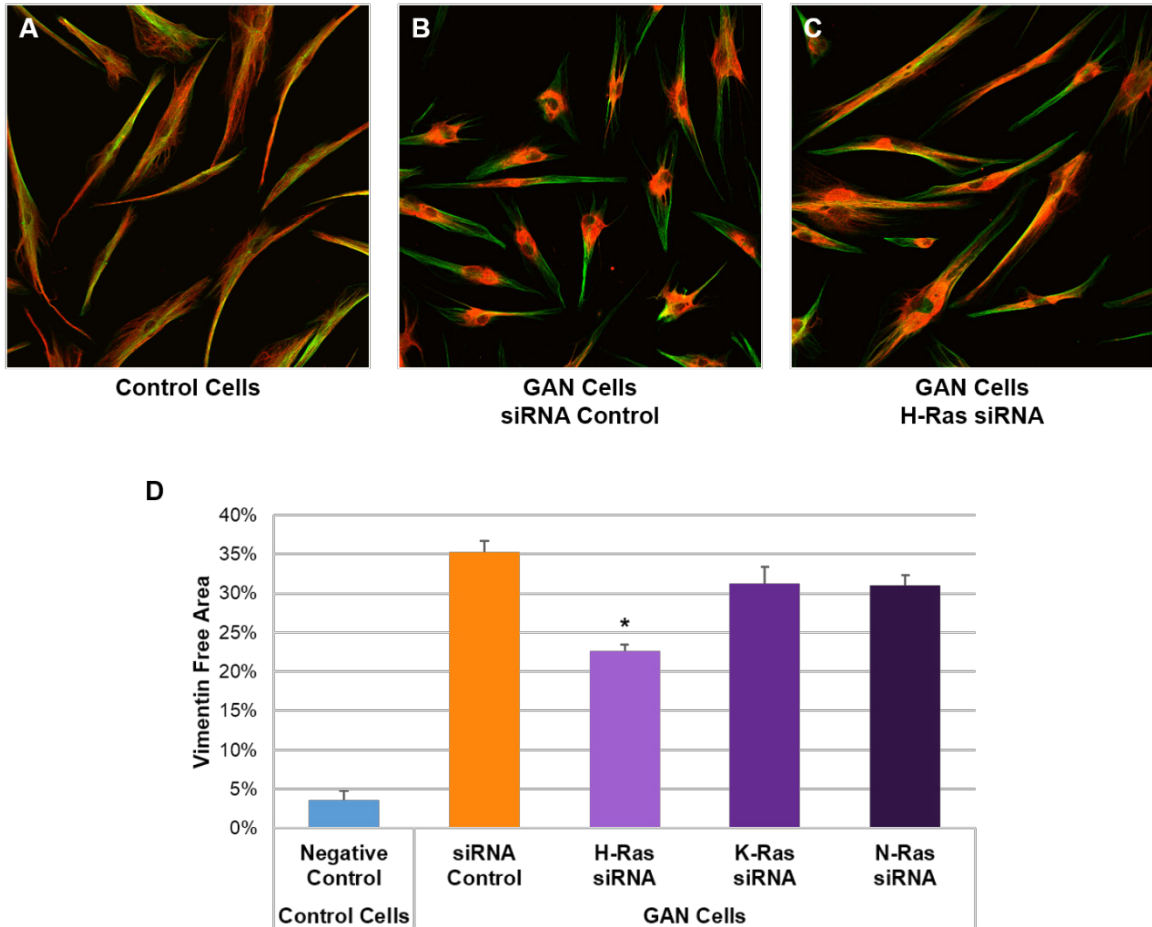 A
B
C
Control Cells
GAN Cells
siRNA Control
GAN Cells
H-Ras siRNA
D
Vimentin Free Area
40%
35%
30%
25%
20%
15%
10%
5%
0%
*
Negative
Control
siRNA
Control
H-Ras
siRNA
K-Ras
siRNA
N-Ras
siRNA
Control Cells
GAN Cells